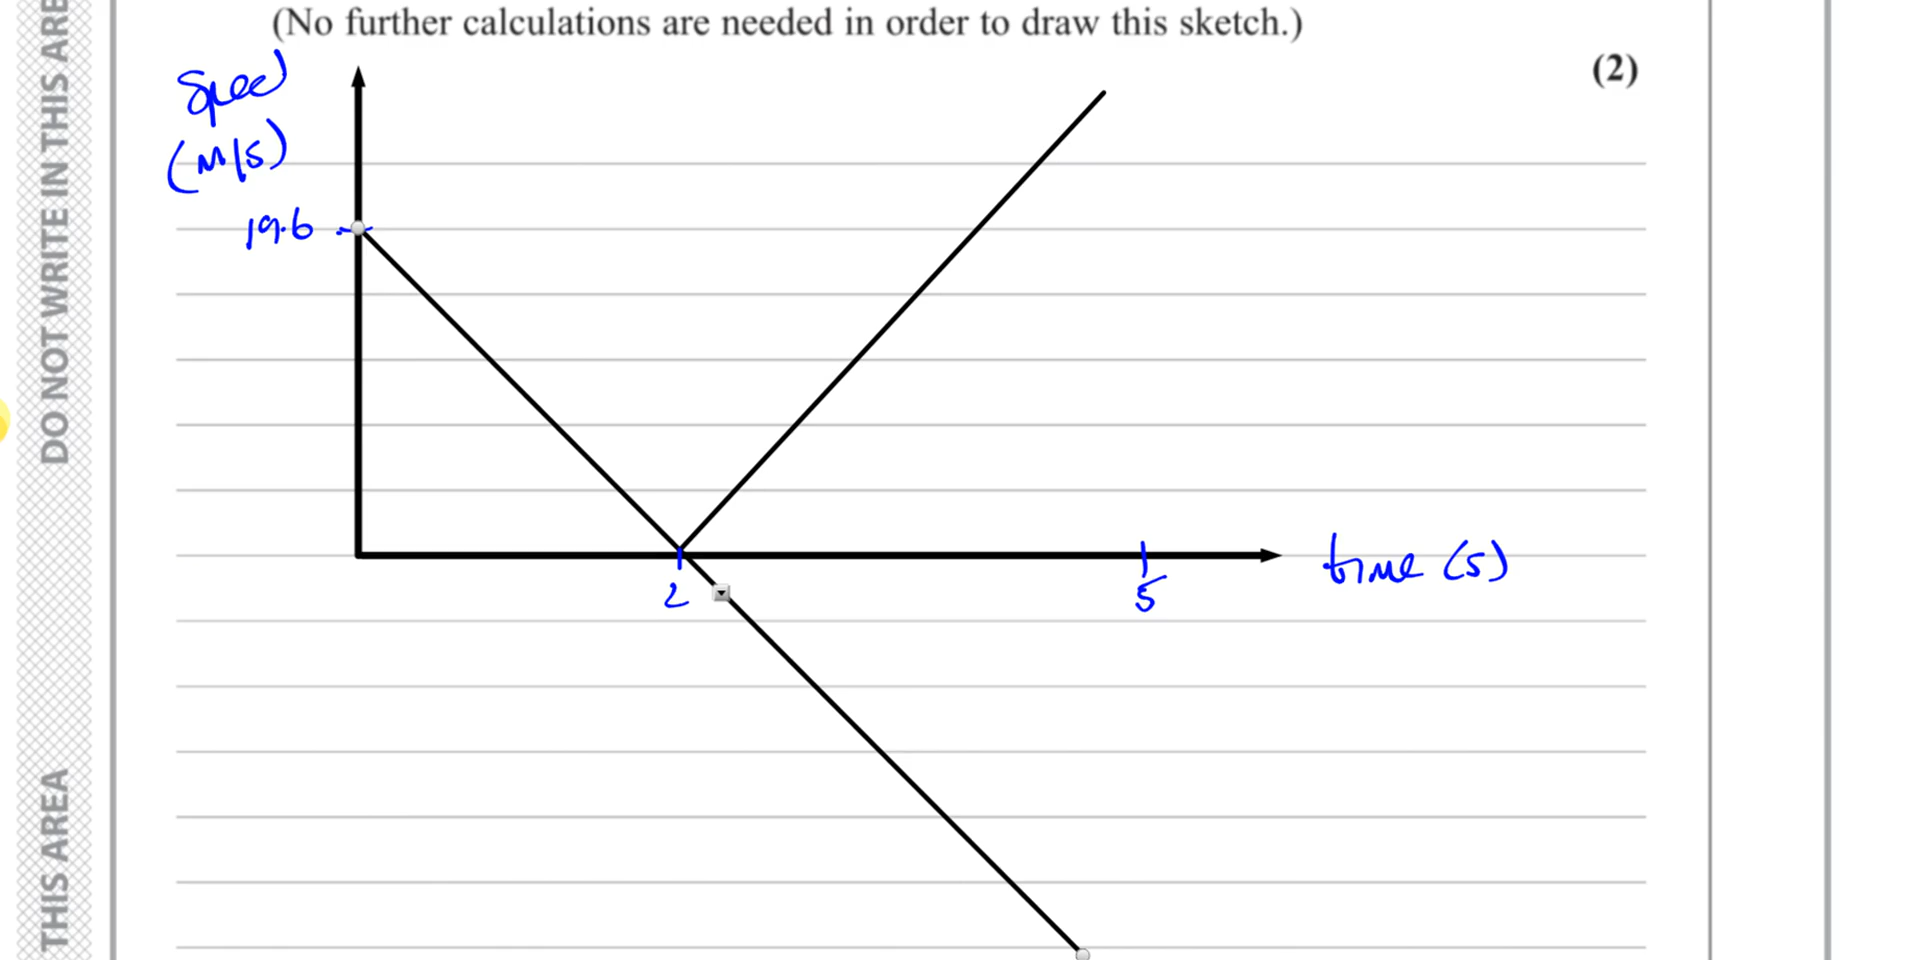 (No further calculations are needed in order to draw this sketch.)
(2)
Speed
(m/s)
19.6
2
5
time (s)
DO NOT WRITE IN THIS ARE
THIS AREA